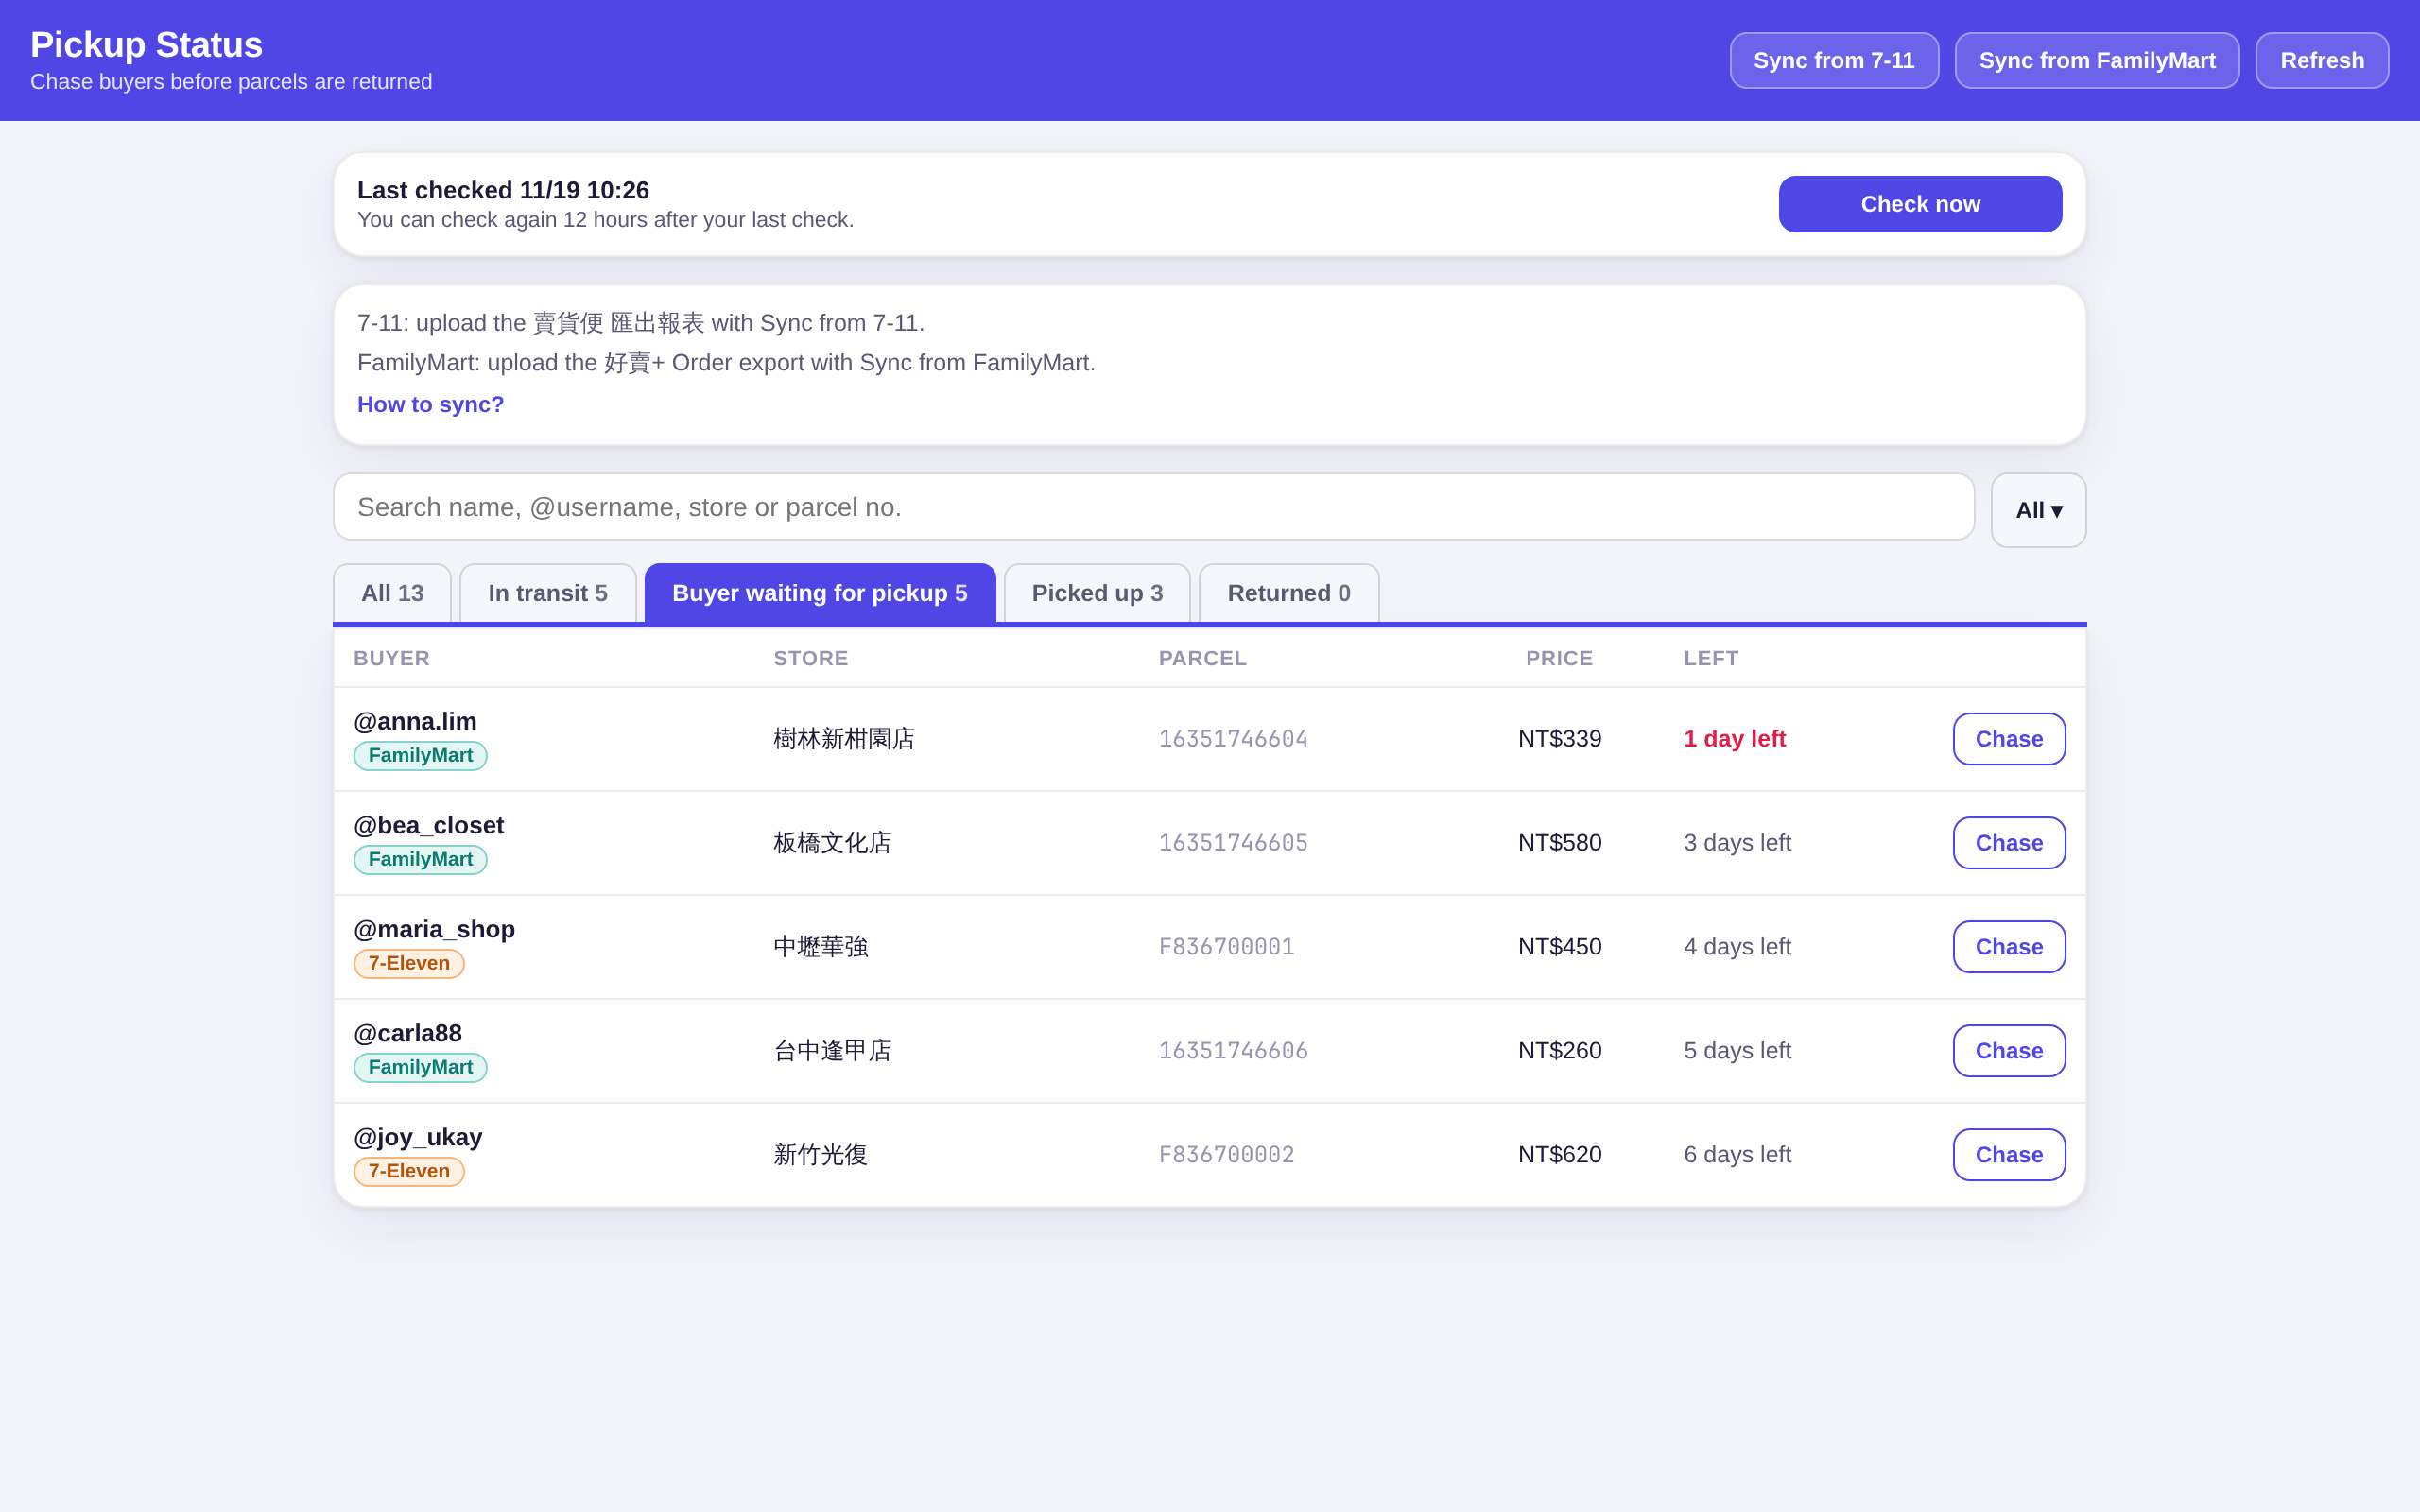 Pickup Status
Chase buyers before parcels are returned
Sync from 7-11
Sync from FamilyMart
Refresh
Last checked 11/19 10:26
You can check again 12 hours after your last check.
Check now
7-11: upload the 賣貨便 匯出報表 with Sync from 7-11.
FamilyMart: upload the 好賣+ Order export with Sync from FamilyMart.
How to sync?
Search name, @username, store or parcel no.
All ▾
All 13
In transit 5
Buyer waiting for pickup 5
Picked up 3
Returned 0
BUYER STORE PARCEL PRICE LEFT
@anna.lim
FamilyMart
樹林新柑園店 16351746604 NT$339 1 day left Chase
@bea_closet
FamilyMart
板橋文化店 16351746605 NT$580 3 days left Chase
@maria_shop
7-Eleven
中壢華強 F836700001 NT$450 4 days left Chase
@carla88
FamilyMart
台中逢甲店 16351746606 NT$260 5 days left Chase
@joy_ukay
7-Eleven
新竹光復 F836700002 NT$620 6 days left Chase